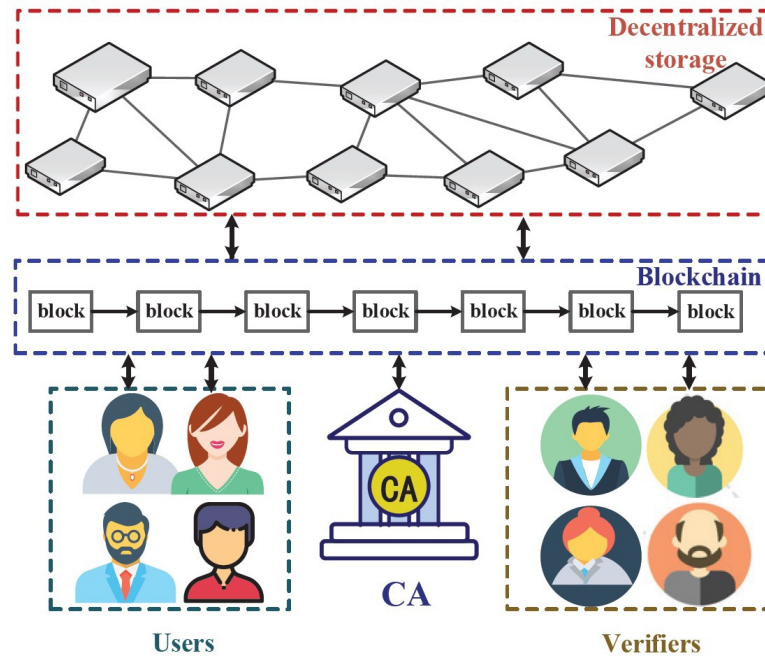 Decentralized
storage
Blockchain
block block block block block block block
CA
CA
Users
Verifiers